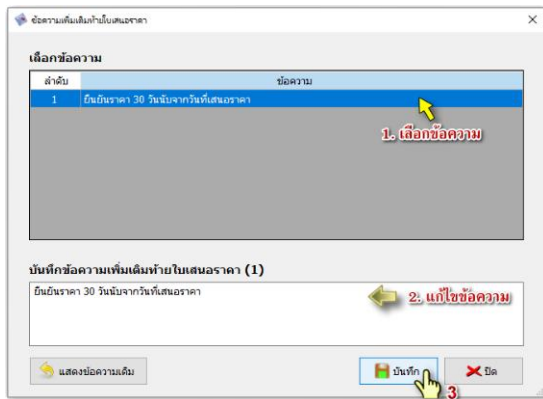 ข้อความเพิ่มเติมท้ายใบเสนอราคา
เลือกข้อความ
ลำดับ ข้อความ
1 ยืนยันราคา 30 วันนับจากวันที่เสนอราคา
1. เลือกข้อความ
บันทึกข้อความเพิ่มเติมท้ายใบเสนอราคา (1)
ยืนยันราคา 30 วันนับจากวันที่เสนอราคา
2. แก้ไขข้อความ
แสดงข้อความเดิม บันทึก ปิด
3